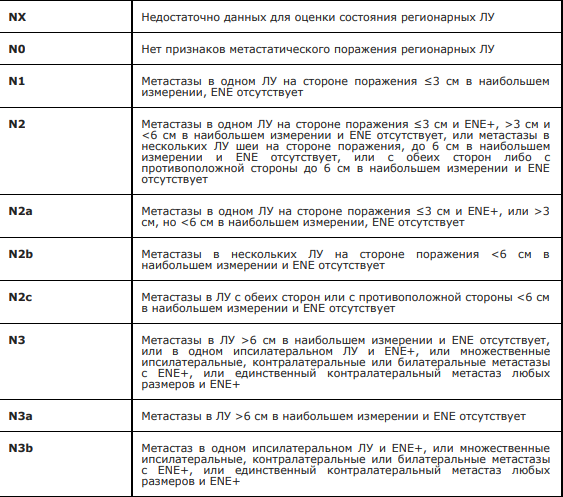 NX Недостаточно данных для оценки состояния регионарных ЛУ
N0 Нет признаков метастатического поражения регионарных ЛУ
N1 Метастазы в одном ЛУ на стороне поражения ≤3 см в наибольшем
измерении, ENE отсутствует
N2 Метастазы в одном ЛУ на стороне поражения ≤3 см и ENE+, >3 см и
<6 см в наибольшем измерении и ENE отсутствует, или метастазы в
нескольких ЛУ шеи на стороне поражения, до 6 см в наибольшем
измерении и ENE отсутствует, или с обеих сторон либо с
противоположной стороны до 6 см в наибольшем измерении и ENE
отсутствует
N2a Метастазы в одном ЛУ на стороне поражения ≤3 см и ENE+, или >3
см, но <6 см в наибольшем измерении, ENE отсутствует
N2b Метастазы в нескольких ЛУ на стороне поражения <6 см в
наибольшем измерении и ENE отсутствует
N2c Метастазы в ЛУ с обеих сторон или с противоположной стороны <6 см
в наибольшем измерении и ENE отсутствует
N3 Метастазы в ЛУ >6 см в наибольшем измерении и ENE отсутствует,
или в одном ипсилатеральном ЛУ и ENE+, или множественные
ипсилатеральные, контралатеральные или билатеральные метастазы
с ENE+, или единственный контралатеральный метастаз любых
размеров и ENE+
N3a Метастазы в ЛУ >6 см в наибольшем измерении и ENE отсутствует
N3b Метастаз в одном ипсилатеральном ЛУ и ENE+, или множественные
ипсилатеральные, контралатеральные или билатеральные метастазы
с ENE+, или единственный контралатеральный метастаз любых
размеров и ENE+